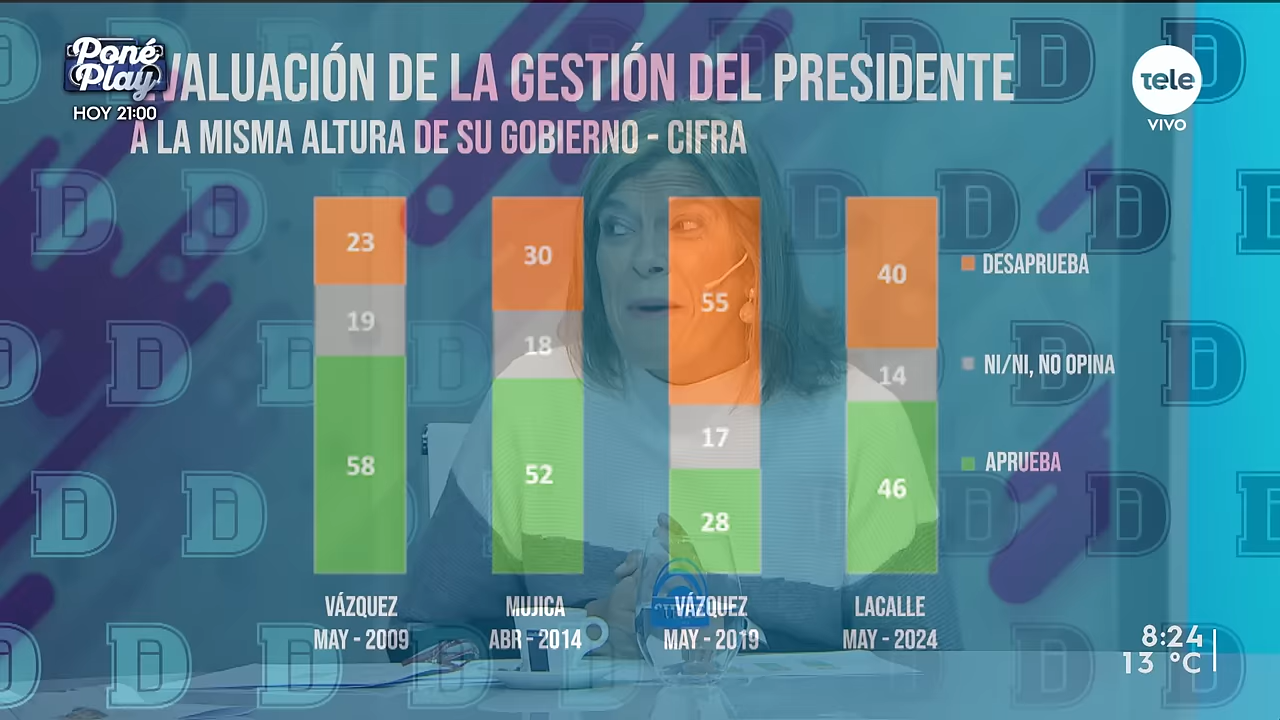 Poné
Play
HOY 21:00
EVALUACIÓN DE LA GESTIÓN DEL PRESIDENTE
A LA MISMA ALTURA DE SU GOBIERNO - CIFRA
tele
VIVO
23
30
55
40
DESAPRUEBA
19
18
17
14
NI/NI, NO OPINA
58
52
28
46
APRUEBA
VÁZQUEZ
MAY - 2009
MUJICA
ABR - 2014
VÁZQUEZ
MAY - 2019
LACALLE
MAY - 2024
8:24
13 °C